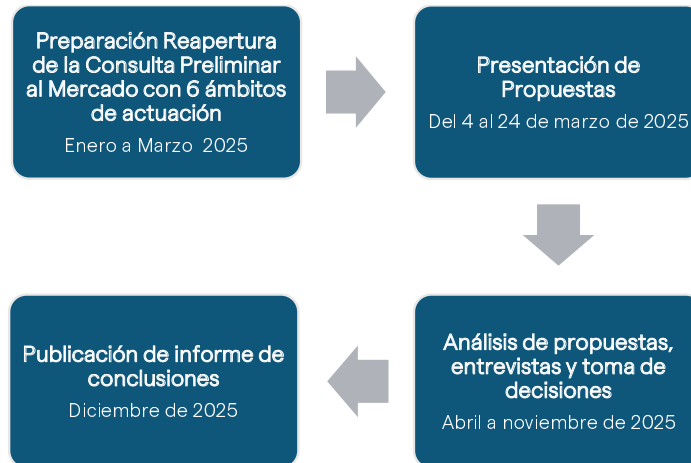 Preparación Reapertura
de la Consulta Preliminar
al Mercado con 6 ámbitos
de actuación
Enero a Marzo 2025
Presentación de
Propuestas
Del 4 al 24 de marzo de 2025
Análisis de propuestas,
entrevistas y toma de
decisiones
Abril a noviembre de 2025
Publicación de informe de
conclusiones
Diciembre de 2025